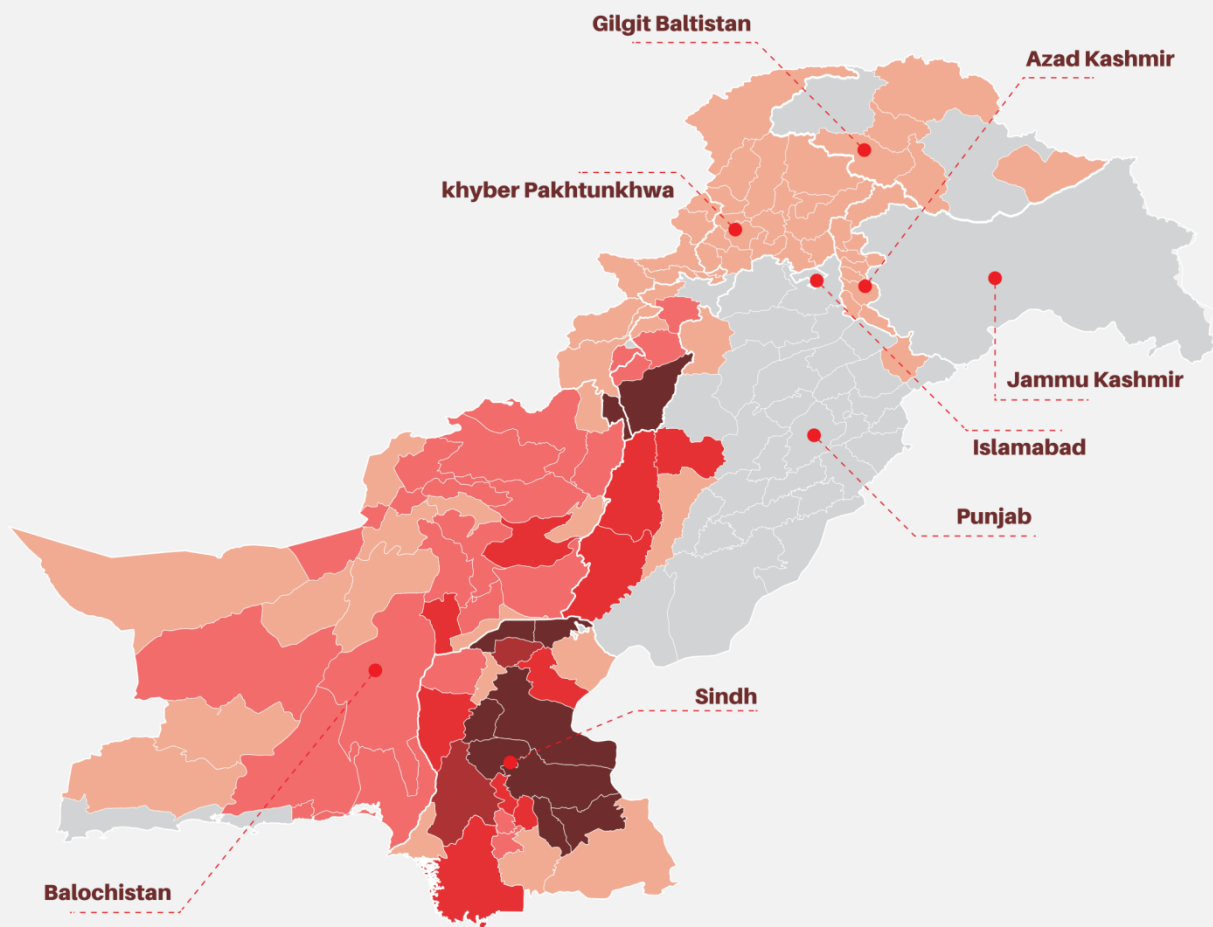 Gilgit Baltistan
Azad Kashmir
khyber Pakhtunkhwa
Jammu Kashmir
Islamabad
Punjab
Sindh
Balochistan